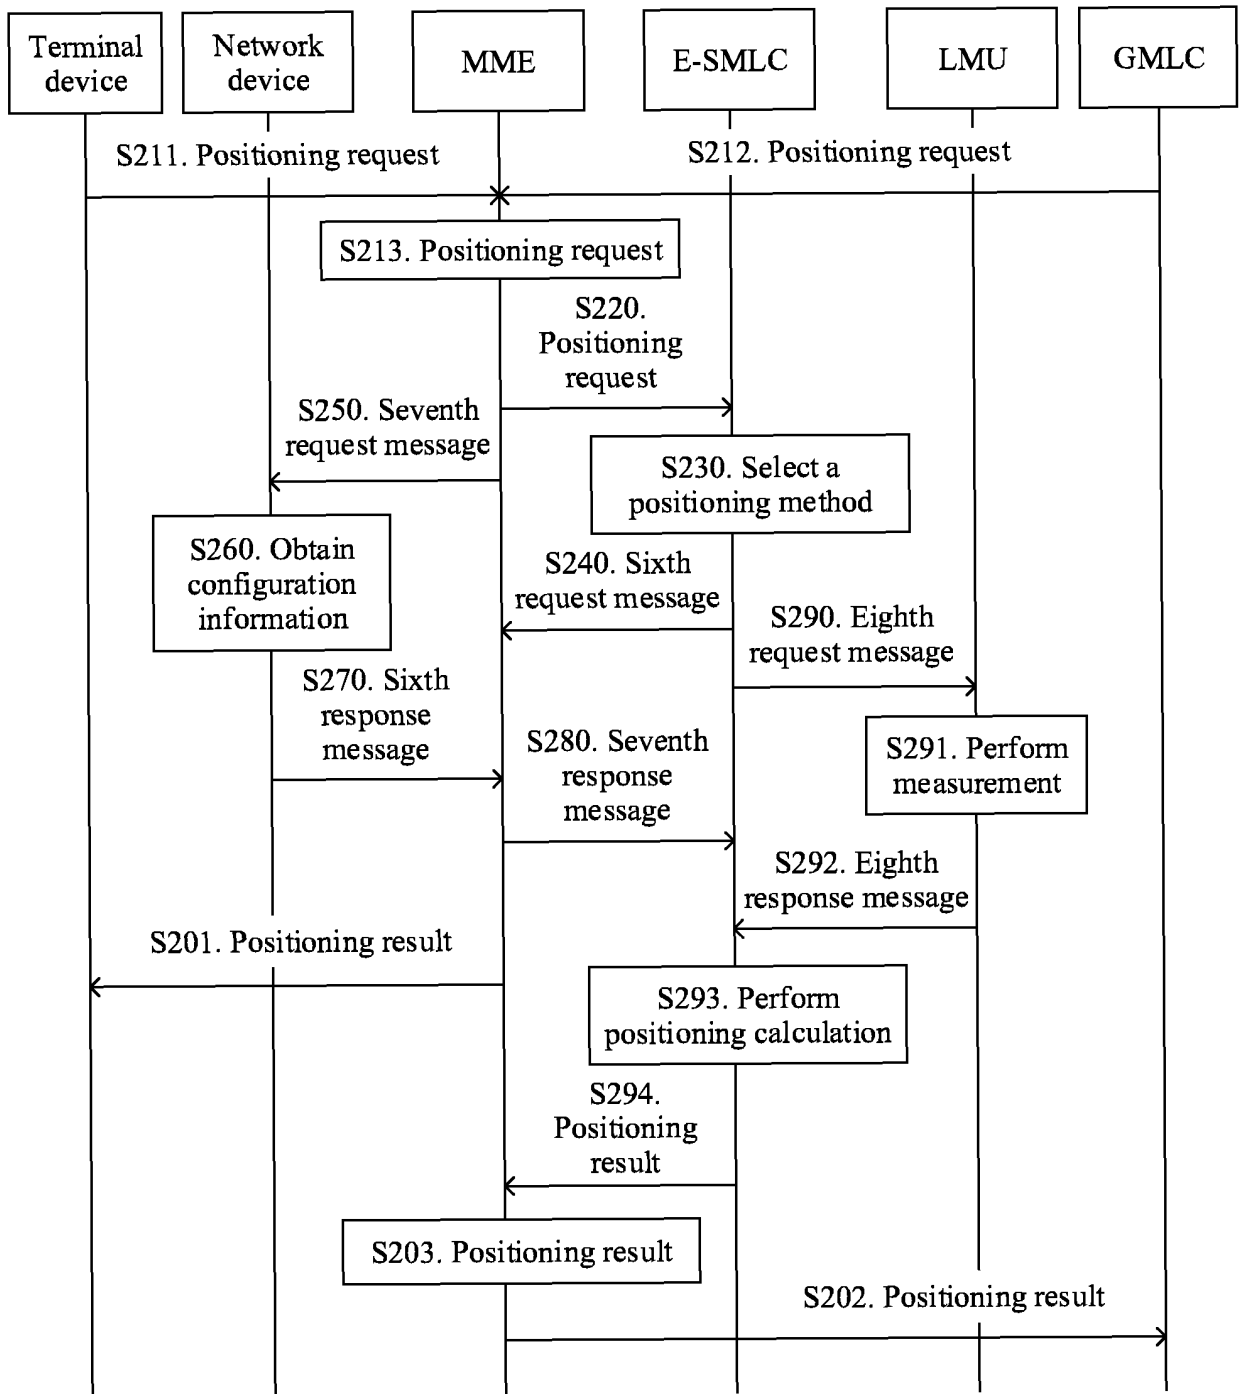 Terminal
device
Network
device
MME
E-SMLC
LMU
GMLC
S211. Positioning request
S212. Positioning request
S213. Positioning request
S220.
Positioning
request
S250. Seventh
request message
S230. Select a
positioning method
S260. Obtain
configuration
information
S240. Sixth
request message
S290. Eighth
request message
S270. Sixth
response
message
S280. Seventh
response
message
S291. Perform
measurement
S292. Eighth
response message
S201. Positioning result
S293. Perform
positioning calculation
S294.
Positioning
result
S203. Positioning result
S202. Positioning result